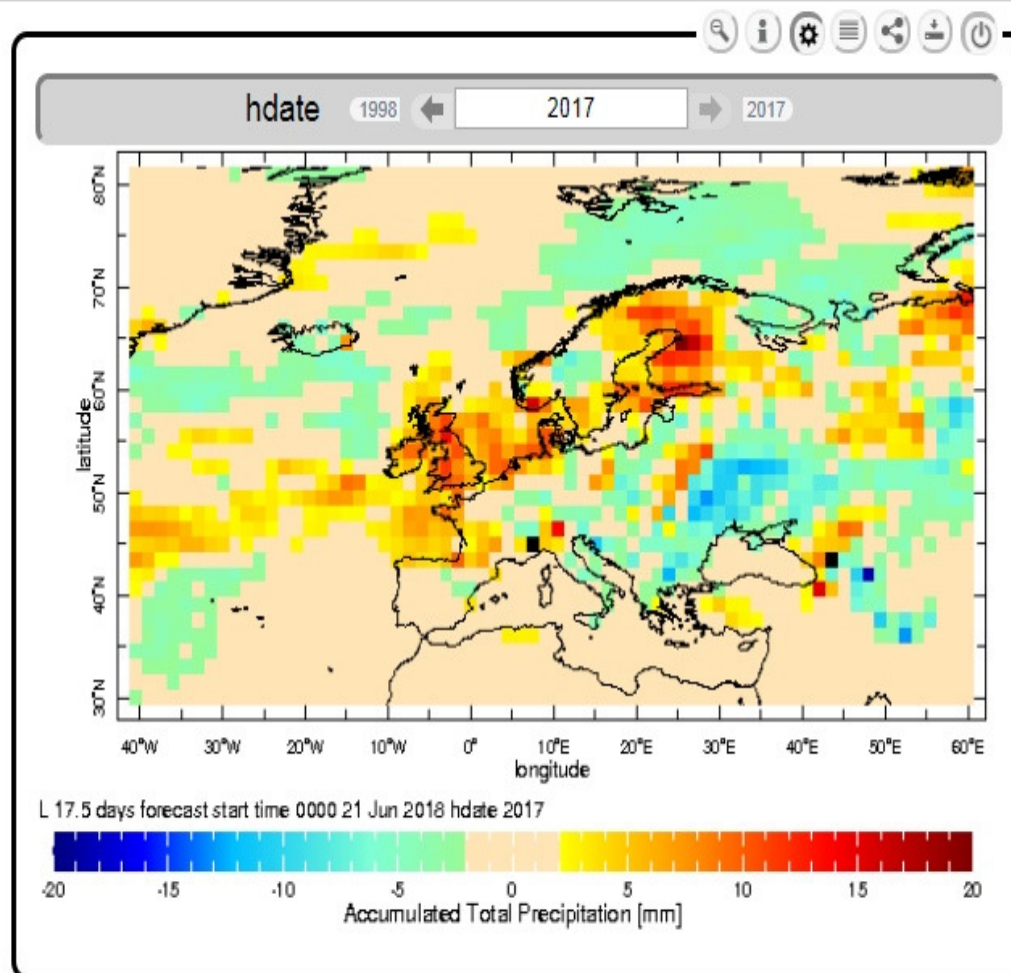 hdate 1998 2017 2017
80°N
70°N
60°N
50°N
40°N
30°N
latitude
40°W 30°W 20°W 10°W 0° 10°E 20°E 30°E 40°E 50°E 60°E
longitude
L 17.5 days forecast start time 0000 21 Jun 2018 hdate 2017
-20 -15 -10 -5 0 5 10 15 20
Accumulated Total Precipitation [mm]